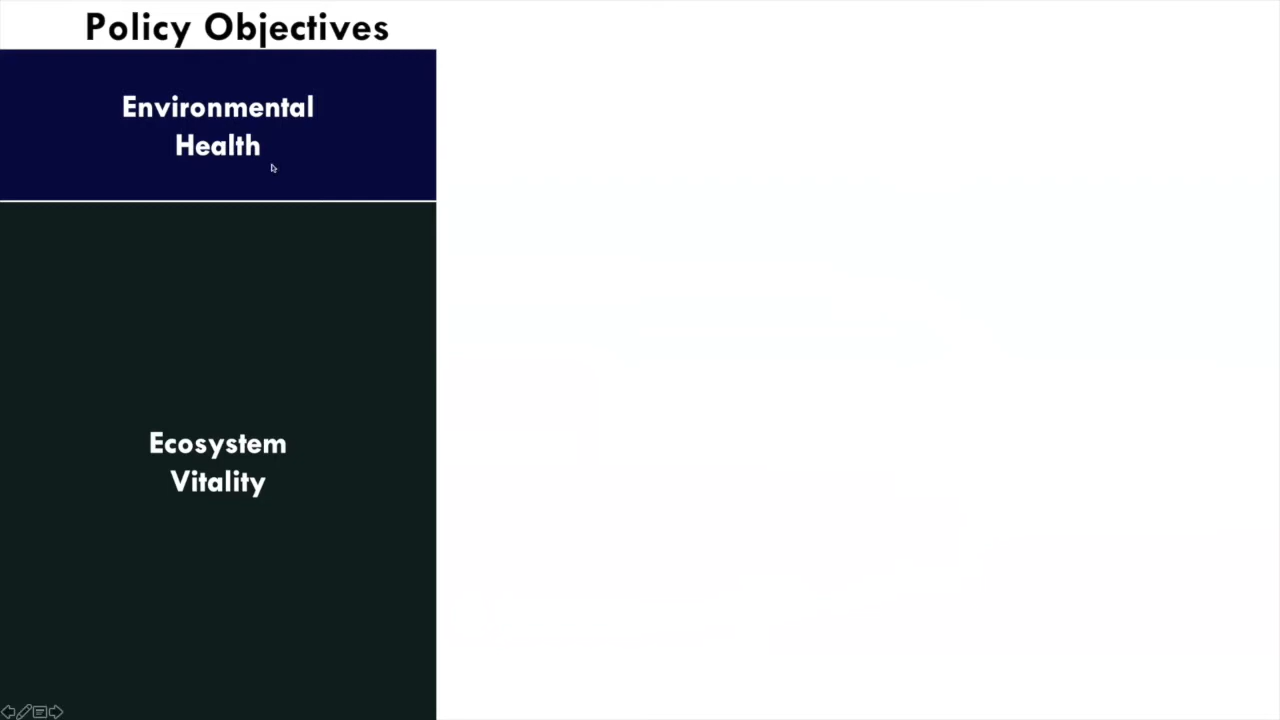 Policy Objectives
Environmental
Health
Ecosystem
Vitality